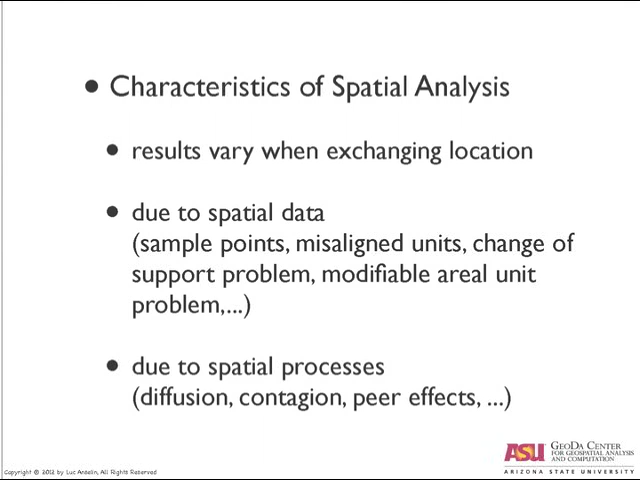 • Characteristics of Spatial Analysis
• results vary when exchanging location
• due to spatial data
(sample points, misaligned units, change of
support problem, modifiable areal unit
problem,...)
• due to spatial processes
(diffusion, contagion, peer effects, ...)
ASU GEODA CENTER
FOR GEOSPATIAL ANALYSIS
AND COMPUTATION
ARIZONA STATE UNIVERSITY
Copyright © 2012 by Luc Anselin, All Rights Reserved